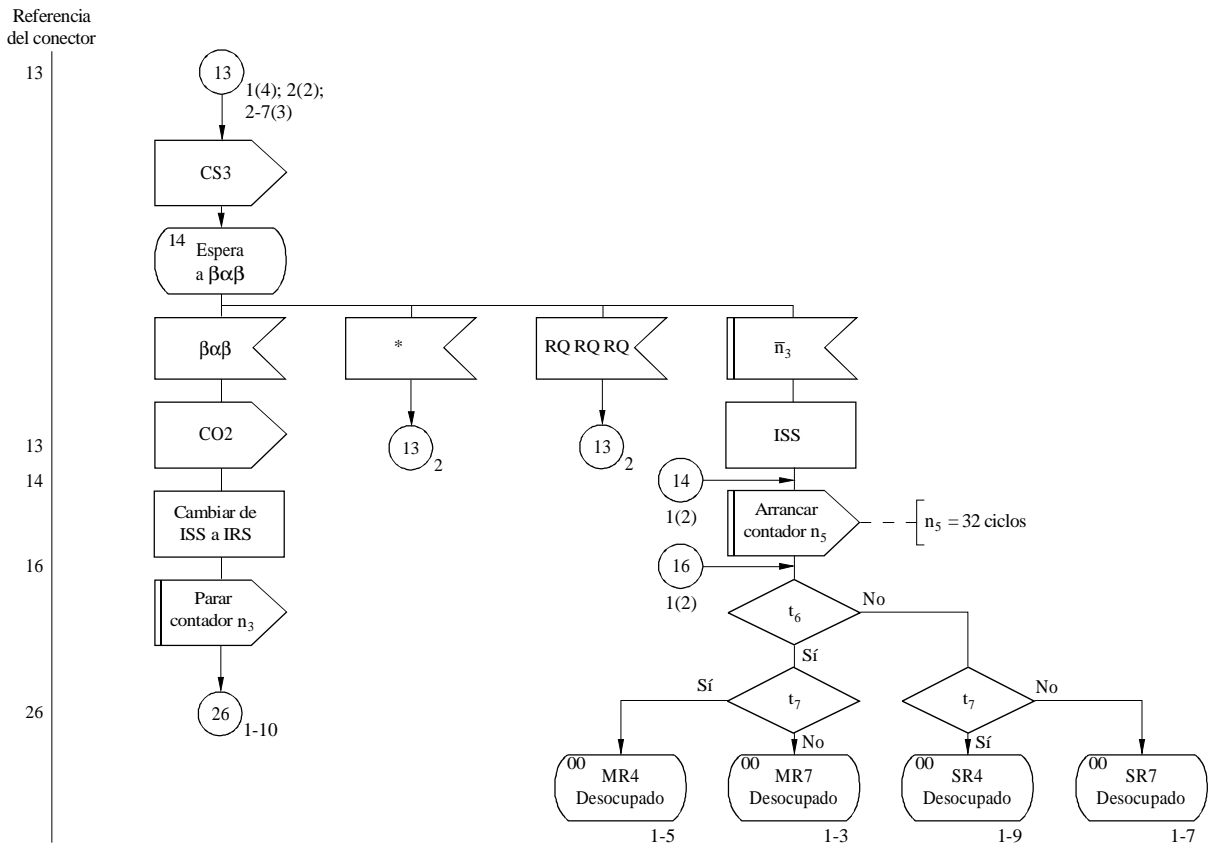 Referencia
del conector
13
13
1(4); 2(2);
2-7(3)
CS3
14
Espera
a βαβ
βαβ
*
RQ RQ RQ
n̅₃
CO2
13
2
13
2
ISS
13
14
14
1(2)
Cambiar de
ISS a IRS
Arrancar
contador n₅
n₅ = 32 ciclos
16
16
1(2)
Parar
contador n₃
t₆
No
Sí
26
26
1-10
Sí
t₇
No
t₇
No
Sí
00
MR4
Desocupado
1-5
00
MR7
Desocupado
1-3
00
SR4
Desocupado
1-9
00
SR7
Desocupado
1-7